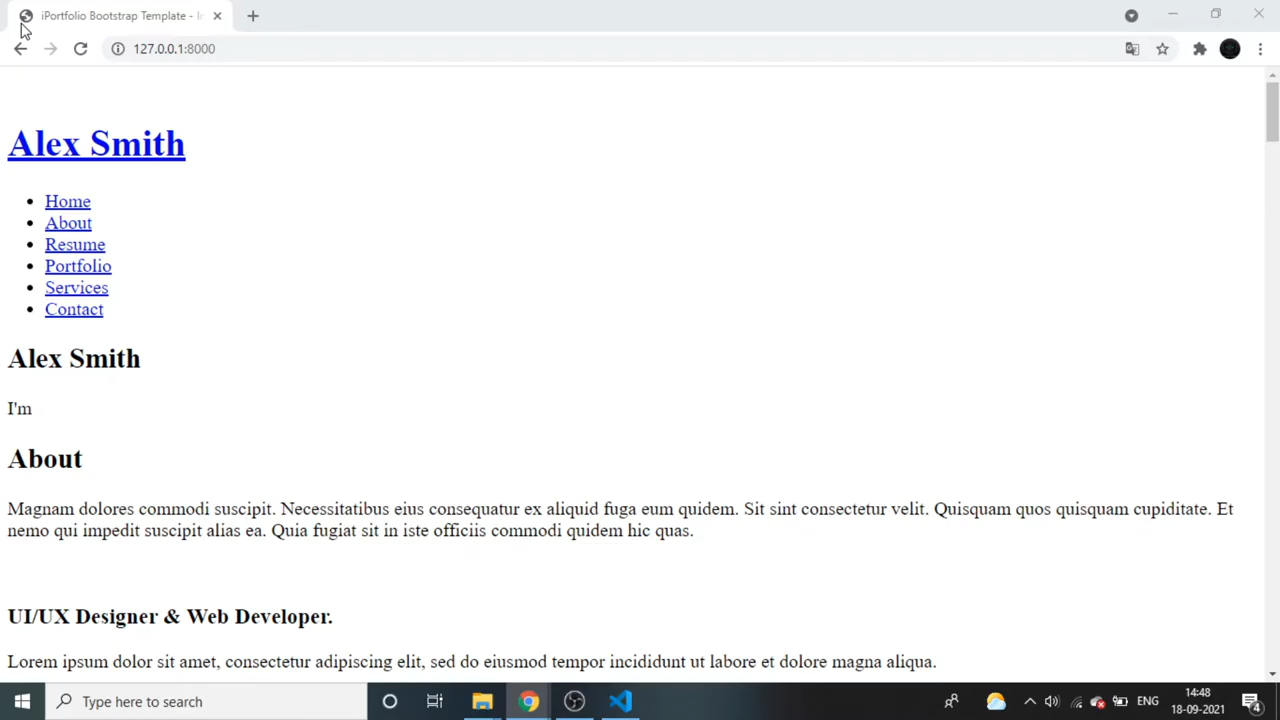 iPortfolio Bootstrap Template - In
127.0.0.1:8000
Alex Smith
Home
About
Resume
Portfolio
Services
Contact
Alex Smith
I'm
About
Magnam dolores commodi suscipit. Necessitatibus eius consequatur ex aliquid fuga eum quidem. Sit sint consectetur velit. Quisquam quos quisquam cupiditate. Et
nemo qui impedit suscipit alias ea. Quia fugiat sit in iste officiis commodi quidem hic quas.
UI/UX Designer & Web Developer.
Lorem ipsum dolor sit amet, consectetur adipiscing elit, sed do eiusmod tempor incididunt ut labore et dolore magna aliqua.
Type here to search
ENG
14:48
18-09-2021
4